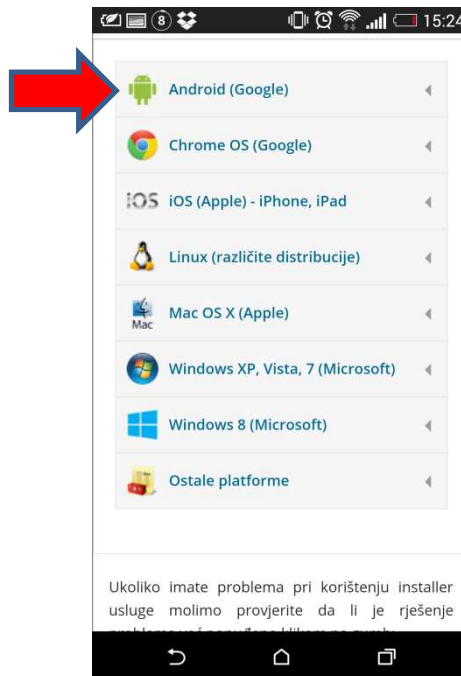 8 15:24
Android (Google)
Chrome OS (Google)
iOS iOS (Apple) - iPhone, iPad
Linux (različite distribucije)
Mac Mac OS X (Apple)
Windows XP, Vista, 7 (Microsoft)
Windows 8 (Microsoft)
Ostale platforme
Ukoliko imate problema pri korištenju installer
usluge molimo provjerite da li je rješenje